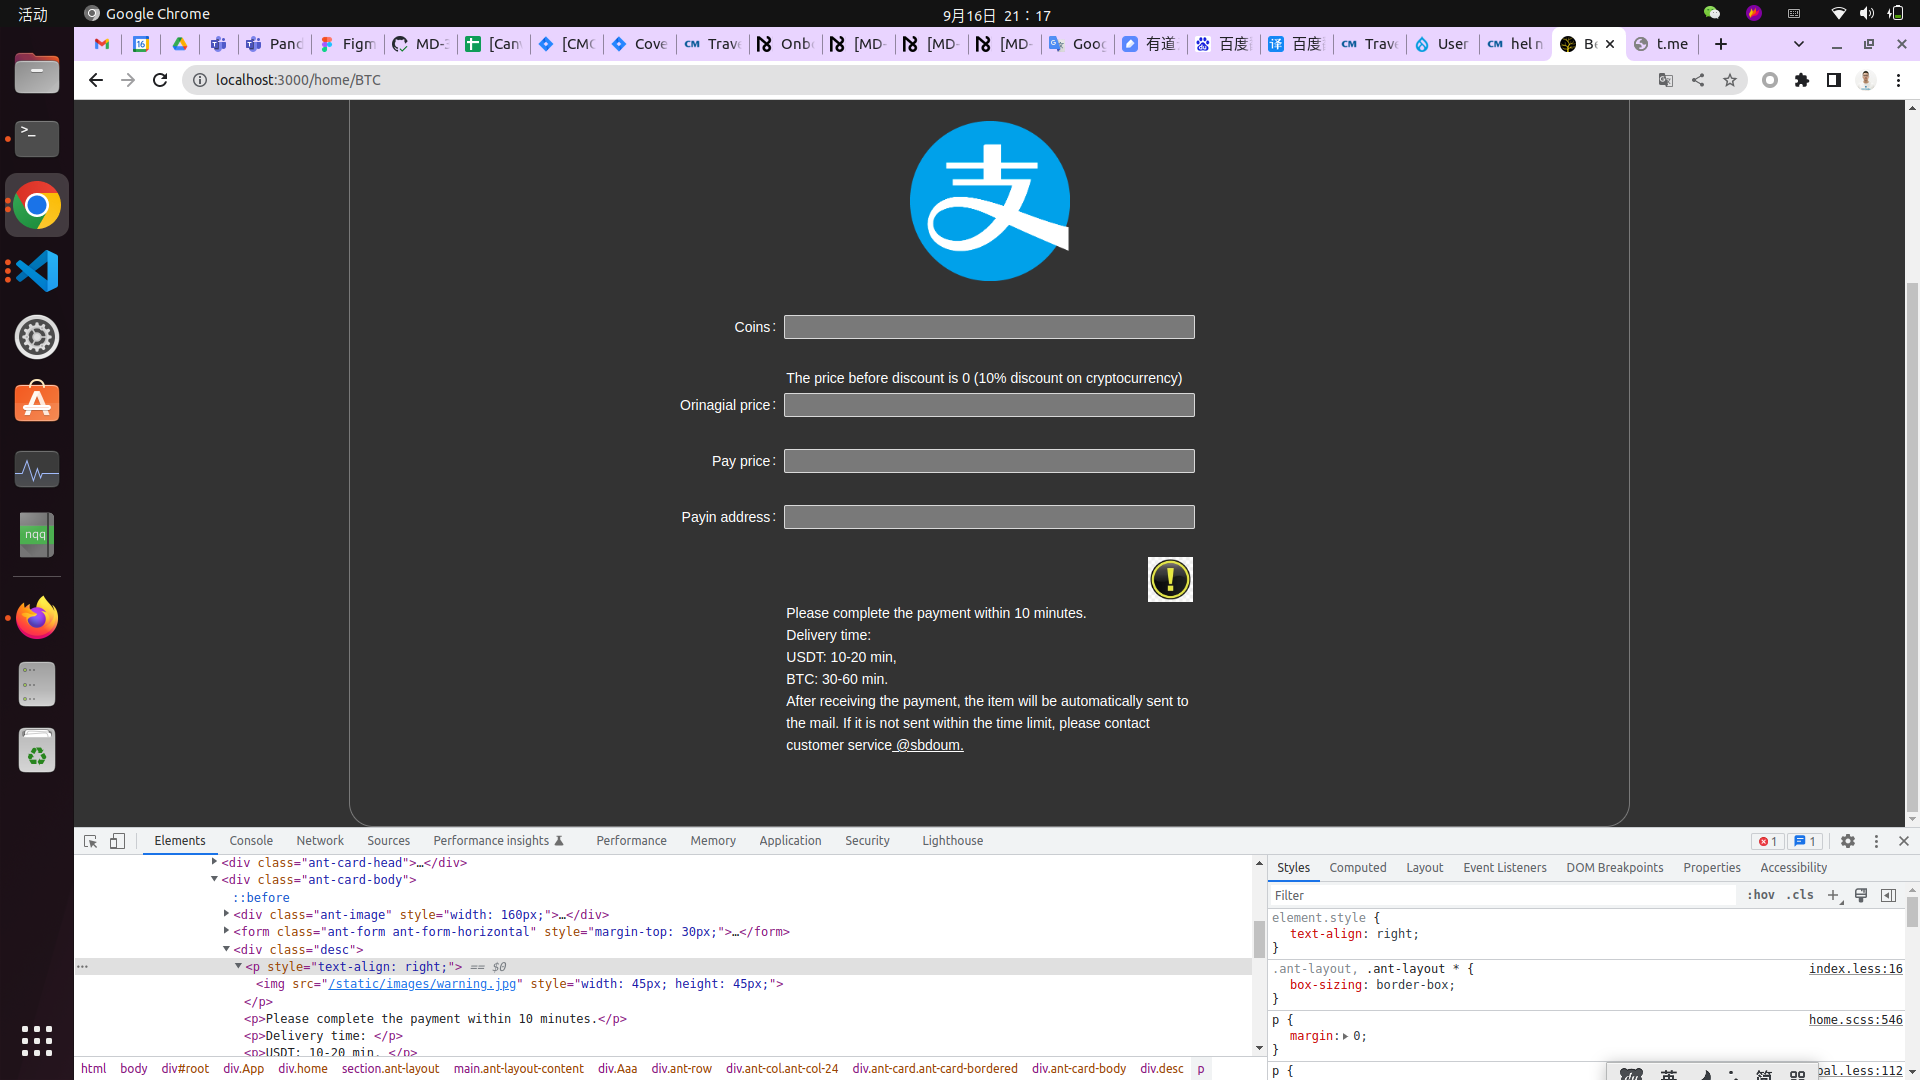 活动
Google Chrome
9月16日 21：17
16
Pand
Figm
MD-3
[Can
[CMC
Cove
Trave
Onbo
[MD-
[MD-
[MD-
Goog
有道
百度
百度
Trave
User
hel n
Be
t.me
localhost:3000/home/BTC
支
Coins:
The price before discount is 0 (10% discount on cryptocurrency)
Orinagial price:
Pay price:
Payin address:
Please complete the payment within 10 minutes.
Delivery time:
USDT: 10-20 min,
BTC: 30-60 min.
After receiving the payment, the item will be automatically sent to
the mail. If it is not sent within the time limit, please contact
customer service @sbdoum.
nqq
Elements Console Network Sources Performance insights Performance Memory Application Security Lighthouse
1 1
<div class="ant-card-head">…</div>
<div class="ant-card-body">
::before
<div class="ant-image" style="width: 160px;">…</div>
<form class="ant-form ant-form-horizontal" style="margin-top: 30px;">…</form>
<div class="desc">
<p style="text-align: right;"> == $0
<img src="/static/images/warning.jpg" style="width: 45px; height: 45px;">
</p>
<p>Please complete the payment within 10 minutes.</p>
<p>Delivery time: </p>
<p>USDT: 10-20 min, </p>
html body div#root div.App div.home section.ant-layout main.ant-layout-content div.Aaa div.ant-row div.ant-col.ant-col-24 div.ant-card.ant-card-bordered div.ant-card-body div.desc p
Styles Computed Layout Event Listeners DOM Breakpoints Properties Accessibility
Filter
:hov .cls
element.style {
text-align: right;
}
.ant-layout, .ant-layout * {
index.less:16
box-sizing: border-box;
}
p {
home.scss:546
margin: 0;
}
p {
bal.less:112
英
简